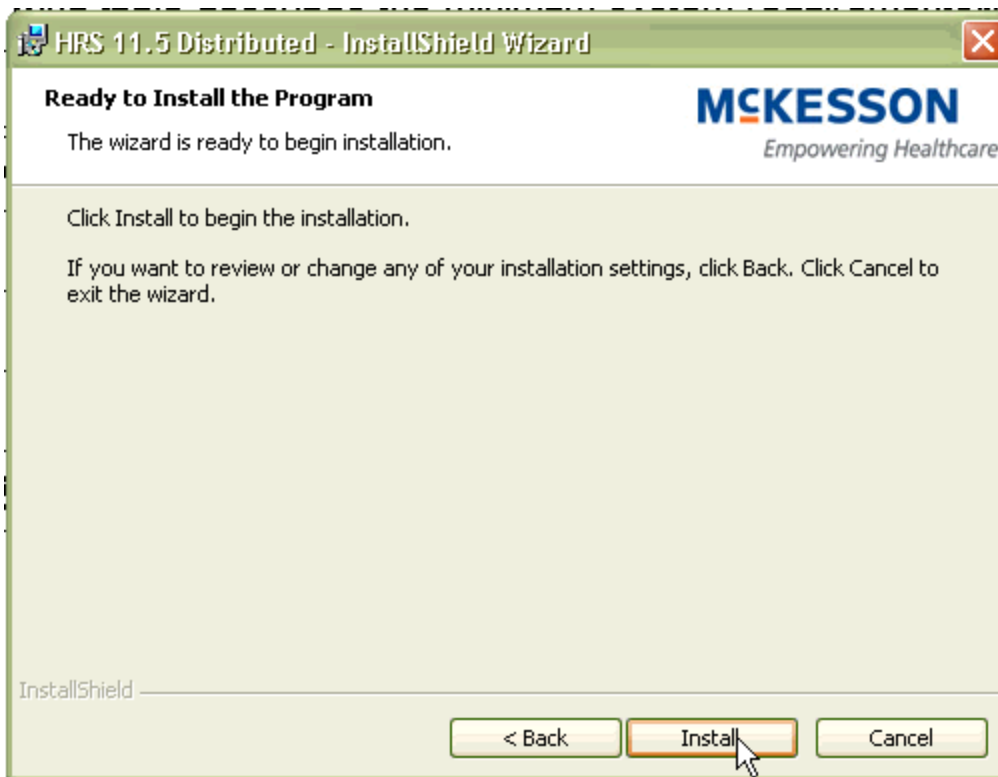 HRS 11.5 Distributed - InstallShield Wizard
Ready to Install the Program
McKESSON
The wizard is ready to begin installation.
Empowering Healthcare
Click Install to begin the installation.
If you want to review or change any of your installation settings, click Back. Click Cancel to
exit the wizard.
InstallShield
< Back
Install
Cancel